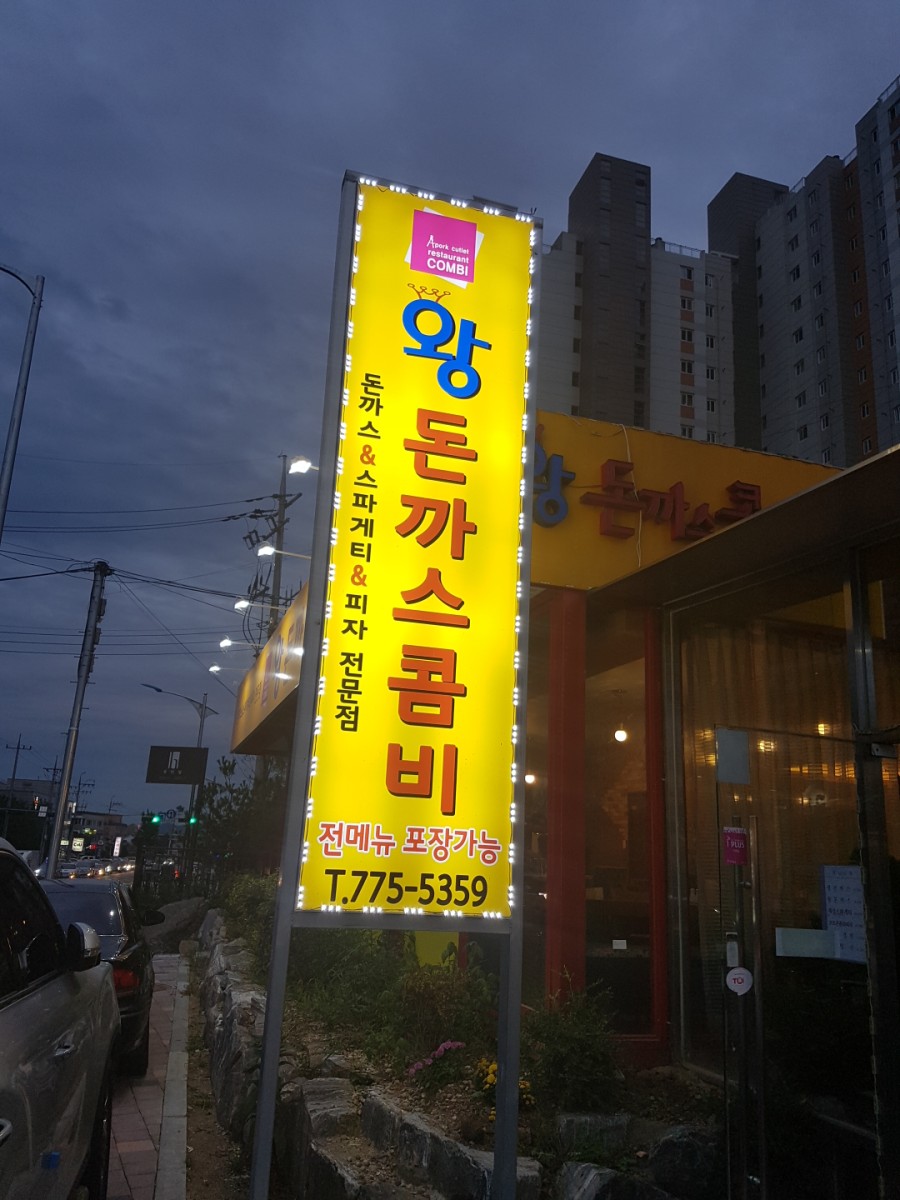 A pork cutlet
restaurant
COMBI
왕돈까스콤비
돈까스&스파게티&피자 전문점
전메뉴 포장가능
T.775-5359
왕돈까스콤